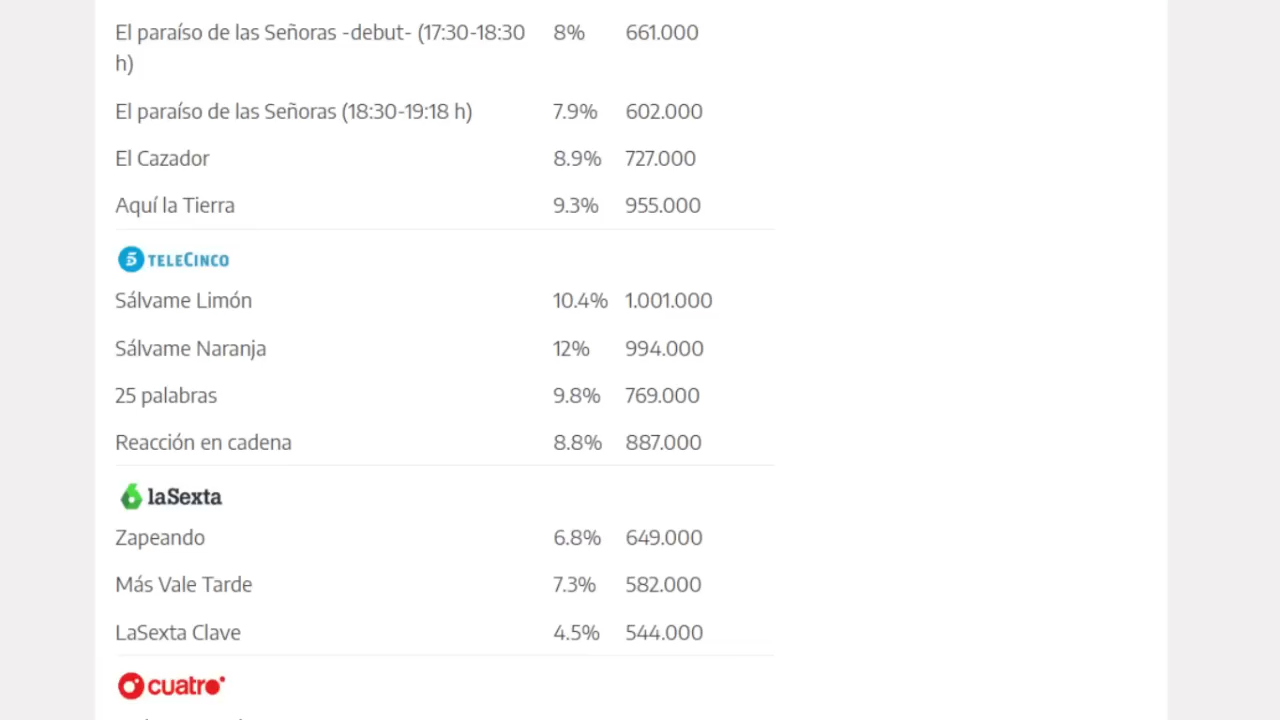 El paraíso de las Señoras -debut- (17:30-18:30 8% 661.000
h)
El paraíso de las Señoras (18:30-19:18 h) 7.9% 602.000
El Cazador 8.9% 727.000
Aquí la Tierra 9.3% 955.000
5 TELECINCO
Sálvame Limón 10.4% 1.001.000
Sálvame Naranja 12% 994.000
25 palabras 9.8% 769.000
Reacción en cadena 8.8% 887.000
laSexta
Zapeando 6.8% 649.000
Más Vale Tarde 7.3% 582.000
LaSexta Clave 4.5% 544.000
cuatro